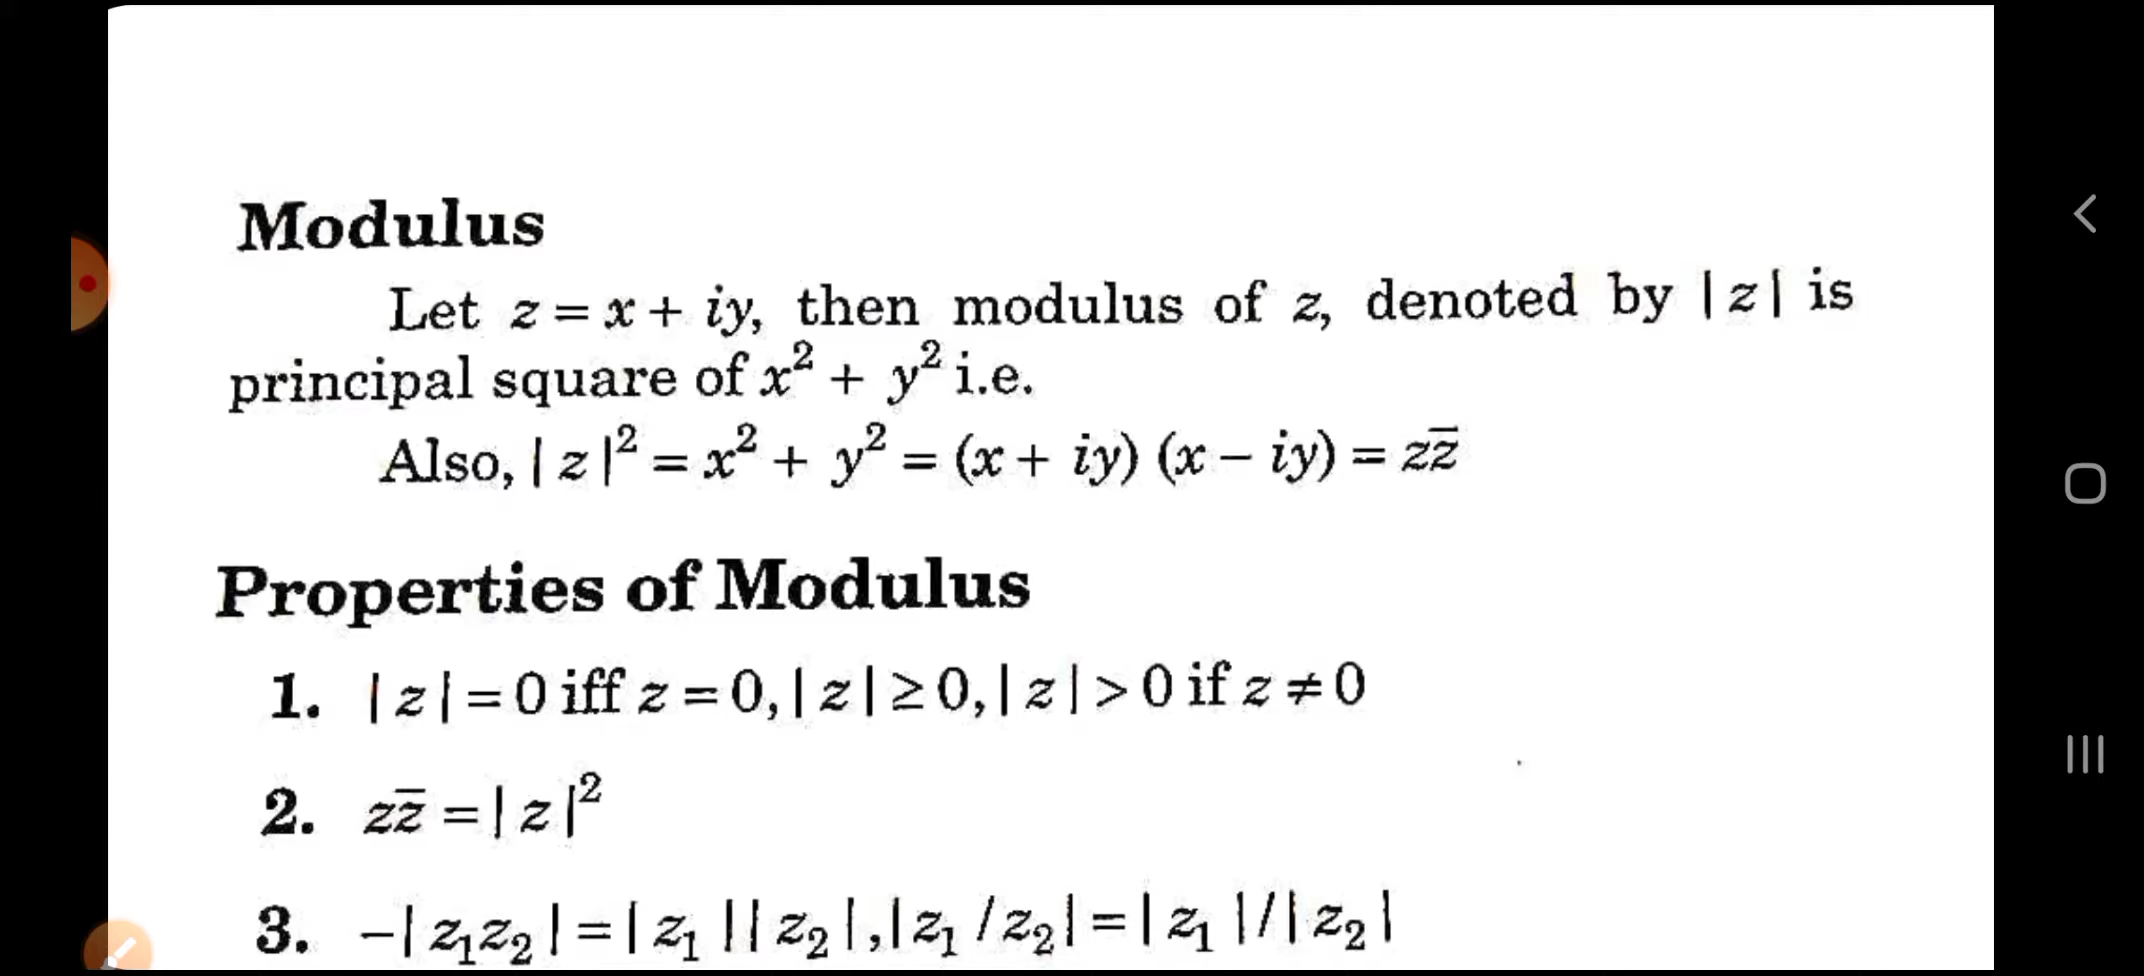 Modulus
Let z = x + iy, then modulus of z, denoted by |z| is
principal square of x² + y² i.e.
Also, |z|² = x² + y² = (x + iy) (x − iy) = zz̅
Properties of Modulus
1. |z| = 0 iff z = 0, |z| ≥ 0, |z| > 0 if z ≠ 0
2. zz̅ = |z|²
3. −|z₁z₂| = |z₁||z₂|, |z₁/z₂| = |z₁|/|z₂|